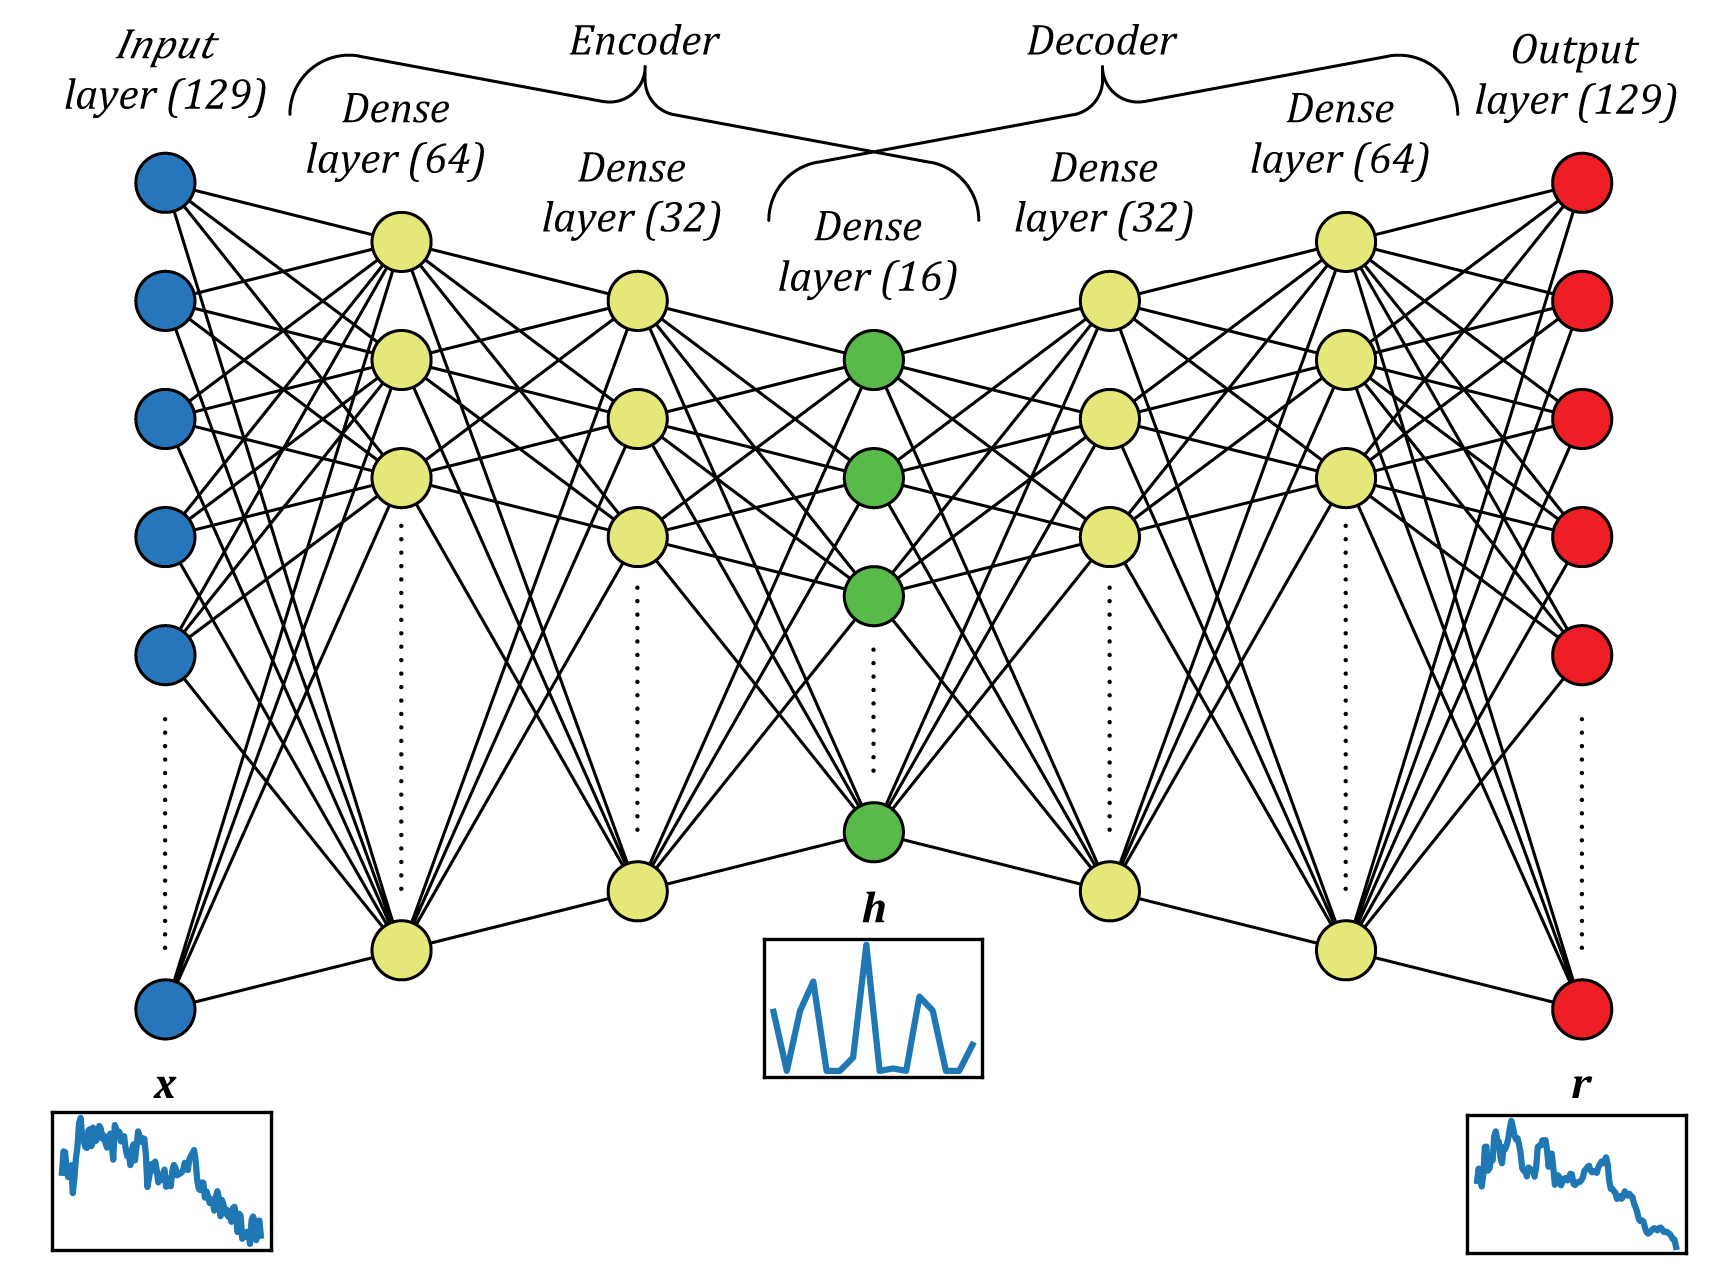 Input
layer (129)
Encoder
Dense
layer (64)
Dense
layer (32)
Dense
layer (16)
Decoder
Dense
layer (32)
Dense
layer (64)
Output
layer (129)
h
x
r